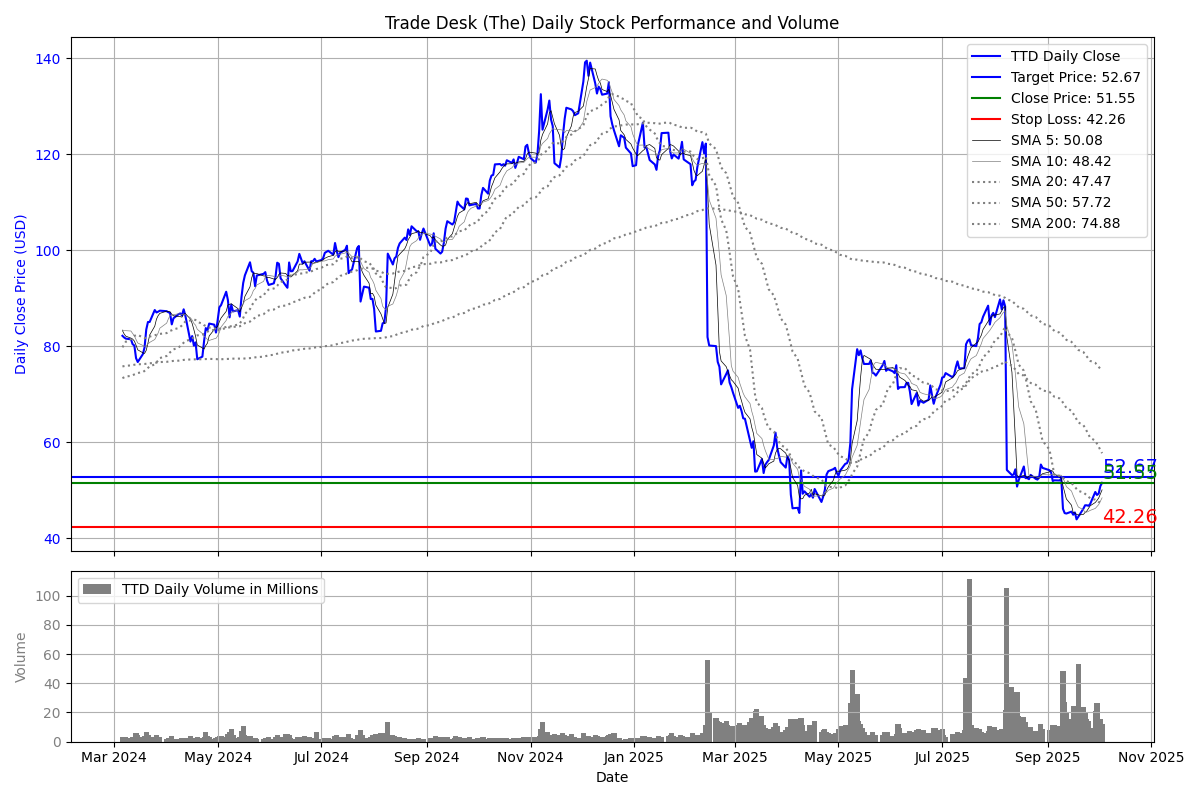 Trade Desk (The) Daily Stock Performance and Volume
Daily Close Price (USD)
140
120
100
80
60
40
TTD Daily Close
Target Price: 52.67
Close Price: 51.55
Stop Loss: 42.26
SMA 5: 50.08
SMA 10: 48.42
SMA 20: 47.47
SMA 50: 57.72
SMA 200: 74.88
52.67
51.55
42.26
TTD Daily Volume in Millions
Volume
100
80
60
40
20
0
Mar 2024 May 2024 Jul 2024 Sep 2024 Nov 2024 Jan 2025 Mar 2025 May 2025 Jul 2025 Sep 2025 Nov 2025
Date